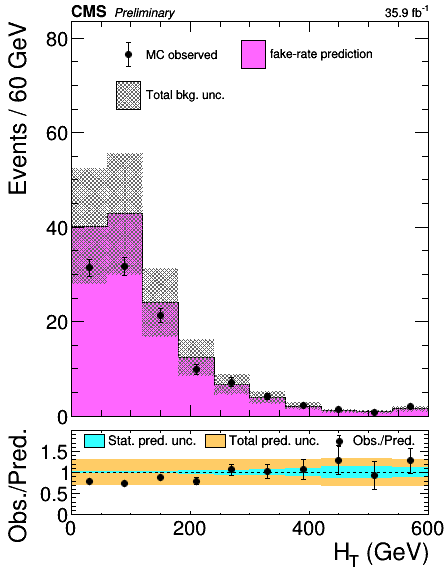 CMS Preliminary 35.9 fb⁻¹
MC observed fake-rate prediction
Total bkg. unc.
Events / 60 GeV
80
60
40
20
0
Stat. pred. unc. Total pred. unc. Obs./Pred.
Obs./Pred.
1.5
1
0.5
0
0 200 400 600
H_T (GeV)